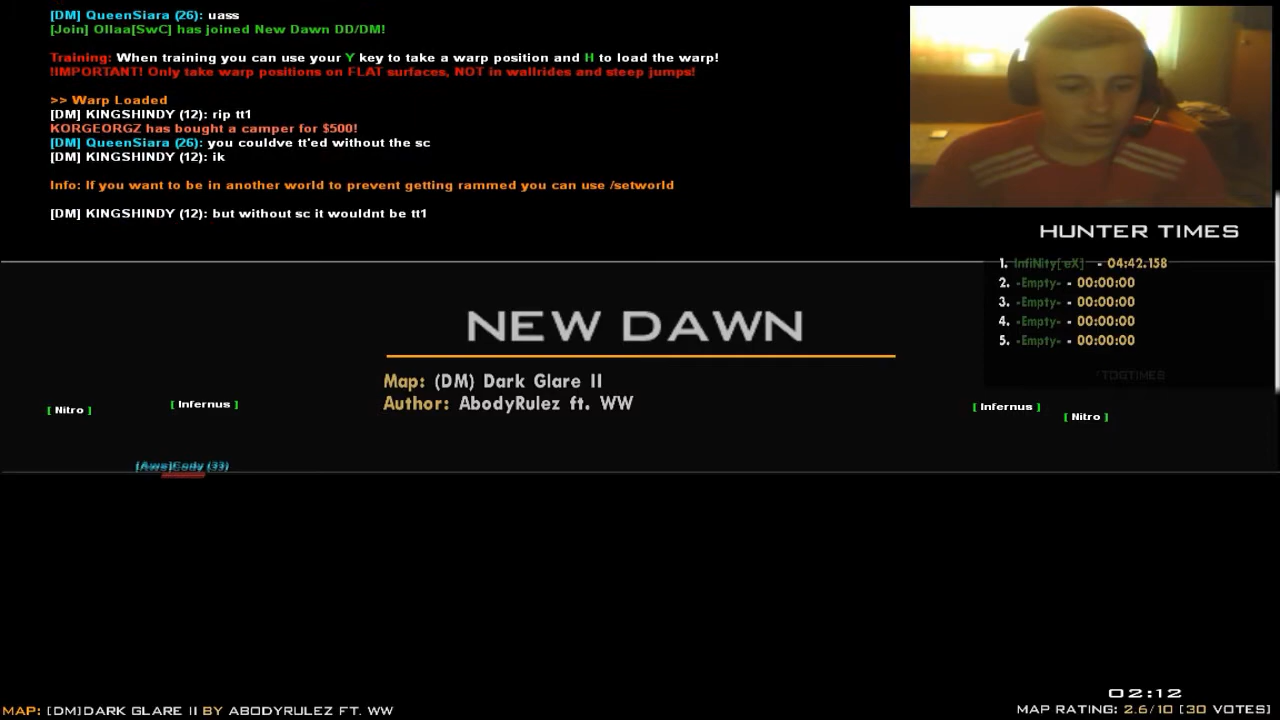 [DM] QueenSiara (26): uass
[Join] Ollaa[SwC] has joined New Dawn DD/DM!
Training: When training you can use your Y key to take a warp position and H to load the warp!
!IMPORTANT! Only take warp positions on FLAT surfaces, NOT in wallrides and steep jumps!
>> Warp Loaded
[DM] KINGSHINDY (12): rip tt1
KORGEORGZ has bought a camper for $500!
[DM] QueenSiara (26): you couldve tt'ed without the sc
[DM] KINGSHINDY (12): ik
Info: If you want to be in another world to prevent getting rammed you can use /setworld
[DM] KINGSHINDY (12): but without sc it wouldnt be tt1
HUNTER TIMES
1. InfiNity[eX] - 04:42.158
2. -Empty- - 00:00:00
3. -Empty- - 00:00:00
4. -Empty- - 00:00:00
5. -Empty- - 00:00:00
NEW DAWN
Map: (DM) Dark Glare II
Author: AbodyRulez ft. WW
[ Nitro ]
[ Infernus ]
[ Infernus ]
[ Nitro ]
[Aws]Cody (33)
02:12
MAP: [DM]DARK GLARE II BY ABODYRULEZ FT. WW
MAP RATING: 2.6/10 [30 VOTES]